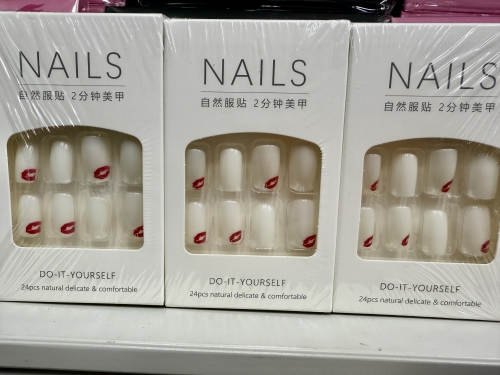 NAILS
自然服贴 2分钟美甲
DO-IT-YOURSELF
24pcs natural delicate & comfortable
NAILS
自然服贴 2分钟美甲
DO-IT-YOURSELF
24pcs natural delicate & comfortable
NAILS
自然服贴 2分钟美甲
DO-IT-YOURSELF
24pcs natural delicate & comfortable